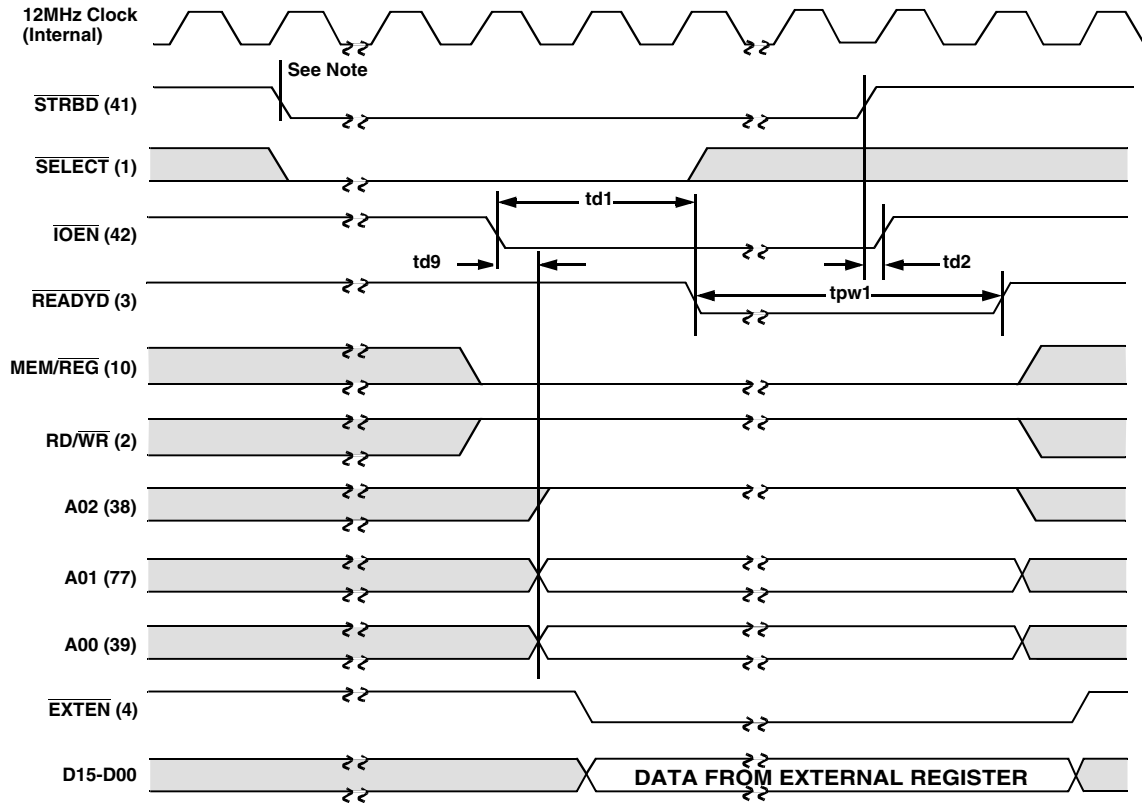 12MHz Clock
(Internal)
See Note
STRBD (41)
SELECT (1)
td1
IOEN (42)
td9
td2
READYD (3)
tpw1
MEM/REG (10)
RD/WR (2)
A02 (38)
A01 (77)
A00 (39)
EXTEN (4)
D15-D00
DATA FROM EXTERNAL REGISTER